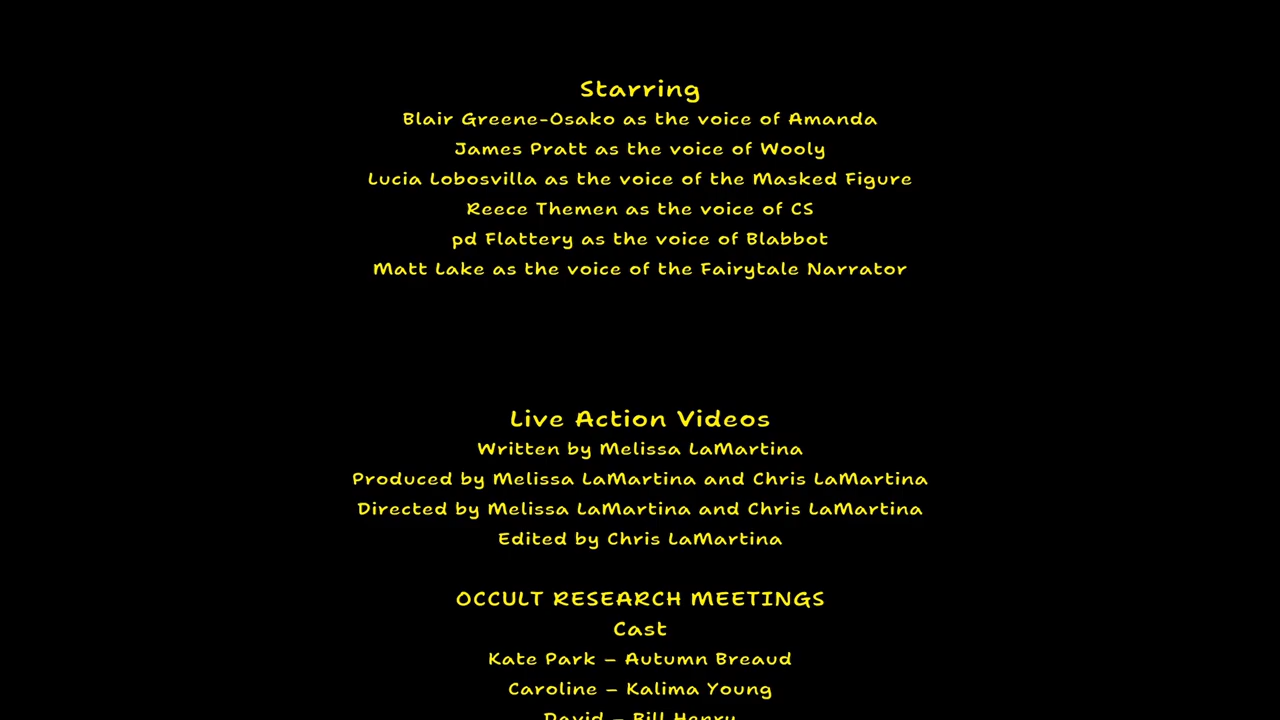 Starring
Blair Greene-Osako as the voice of Amanda
James Pratt as the voice of Wooly
Lucia Lobosvilla as the voice of the Masked Figure
Reece Themen as the voice of CS
pd Flattery as the voice of Blabbot
Matt Lake as the voice of the Fairytale Narrator
Live Action Videos
Written by Melissa LaMartina
Produced by Melissa LaMartina and Chris LaMartina
Directed by Melissa LaMartina and Chris LaMartina
Edited by Chris LaMartina
OCCULT RESEARCH MEETINGS
Cast
Kate Park – Autumn Breaud
Caroline – Kalima Young
David – Bill Henry